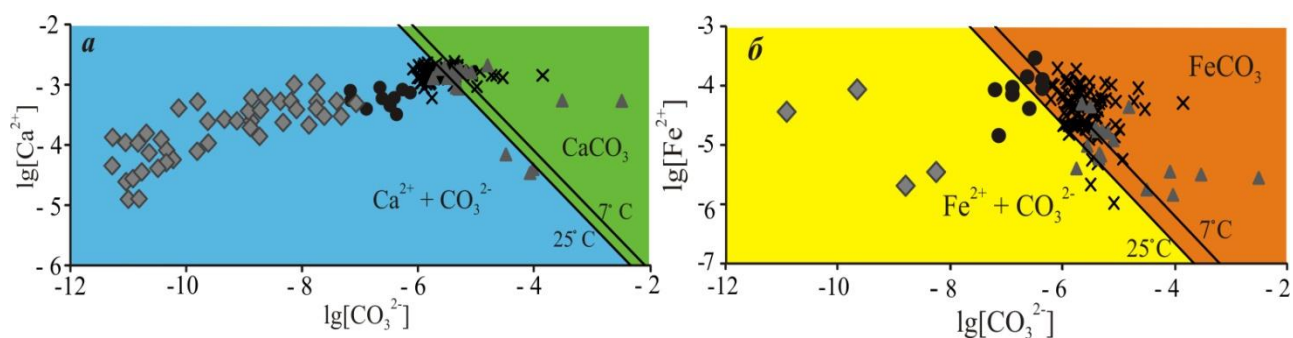 а
-2
-3
-4
-5
-6
lg[Ca²⁺]
Ca²⁺ + CO₃²⁻
CaCO₃
7° C
25° C
-12
-10
-8
-6
-4
-2
lg[CO₃²⁻]
б
-3
-4
-5
-6
-7
lg[Fe²⁺]
FeCO₃
Fe²⁺ + CO₃²⁻
7° C
25° C
-12
-10
-8
-6
-4
-2
lg[CO₃²⁻]